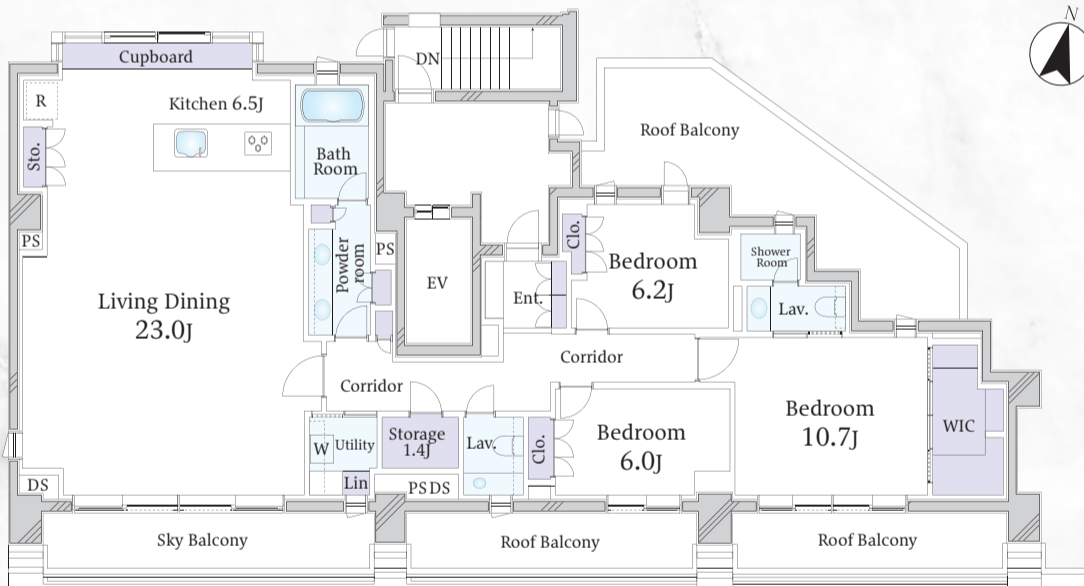 N
Cupboard
DN
R
Kitchen 6.5J
Sto.
Bath
Room
Roof Balcony
PS
Powder
room
PS
EV
Clo.
Bedroom
6.2J
Shower
Room
Ent.
Lav.
Living Dining
23.0J
Corridor
Corridor
Bedroom
10.7J
WIC
W
Utility
Storage
1.4J
Lav.
Clo.
Bedroom
6.0J
DS
Lin
PSDS
Sky Balcony
Roof Balcony
Roof Balcony